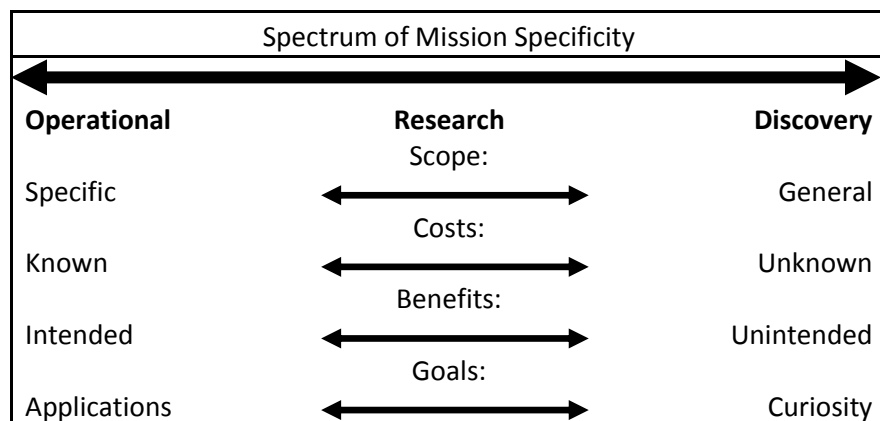 Spectrum of Mission Specificity
Operational Research Discovery
Scope:
Specific General
Costs:
Known Unknown
Benefits:
Intended Unintended
Goals:
Applications Curiosity